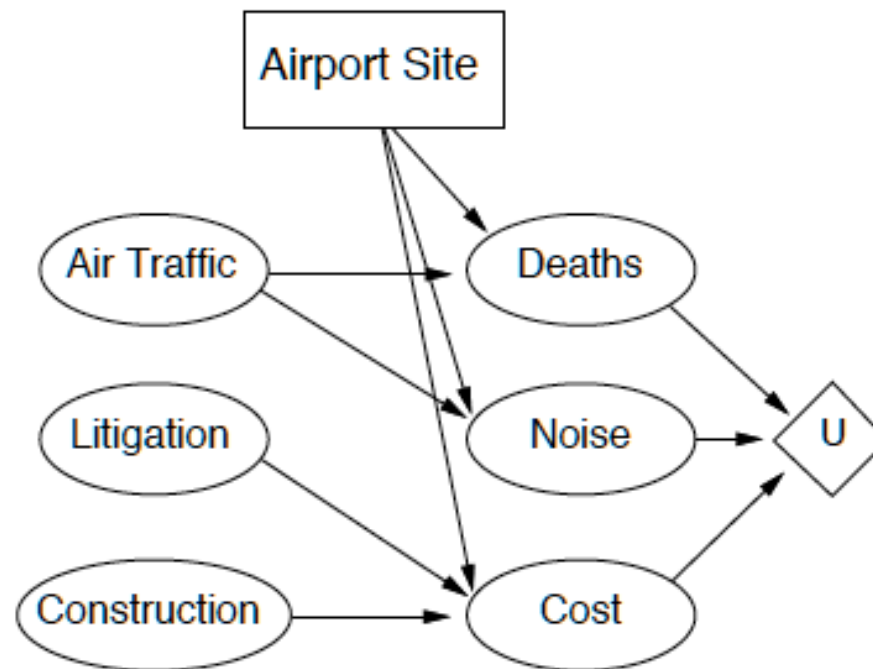 Airport Site
Air Traffic
Deaths
Litigation
Noise
U
Construction
Cost